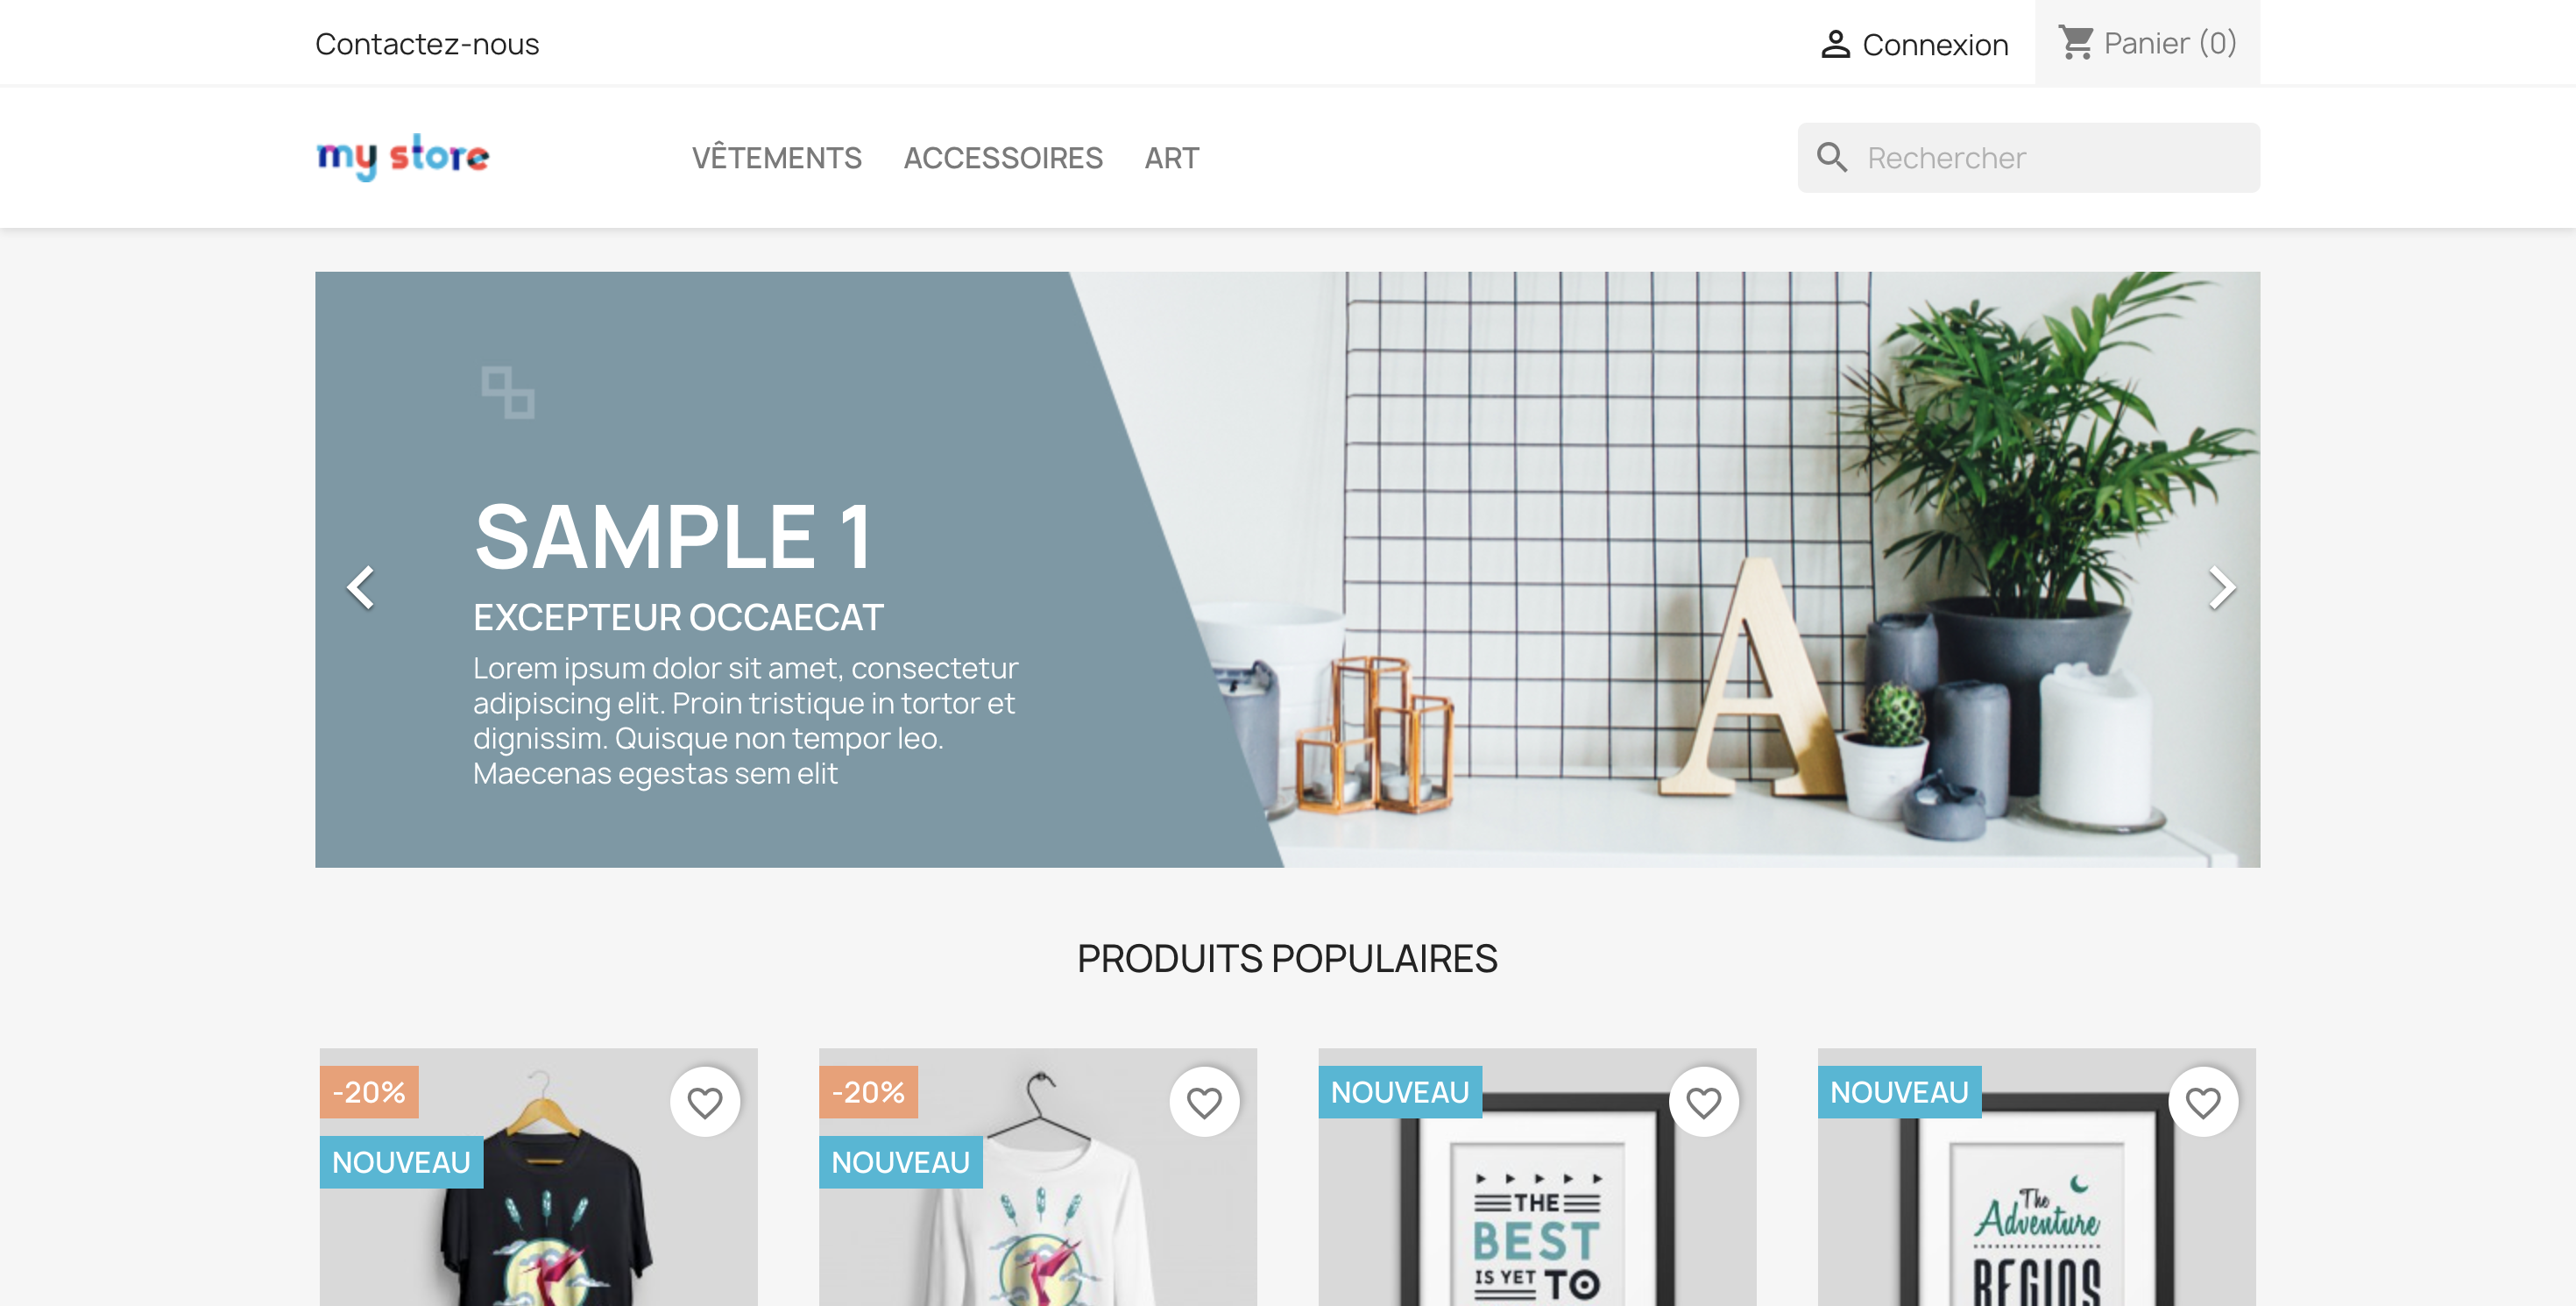 Contactez-nous
Connexion
Panier (0)
my store
VÊTEMENTS
ACCESSOIRES
ART
Rechercher
SAMPLE 1
EXCEPTEUR OCCAECAT
Lorem ipsum dolor sit amet, consectetur
adipiscing elit. Proin tristique in tortor et
dignissim. Quisque non tempor leo.
Maecenas egestas sem elit
A
PRODUITS POPULAIRES
-20%
NOUVEAU
-20%
NOUVEAU
NOUVEAU
THE
BEST
IS YET TO
NOUVEAU
The
Adventure
BEGINS